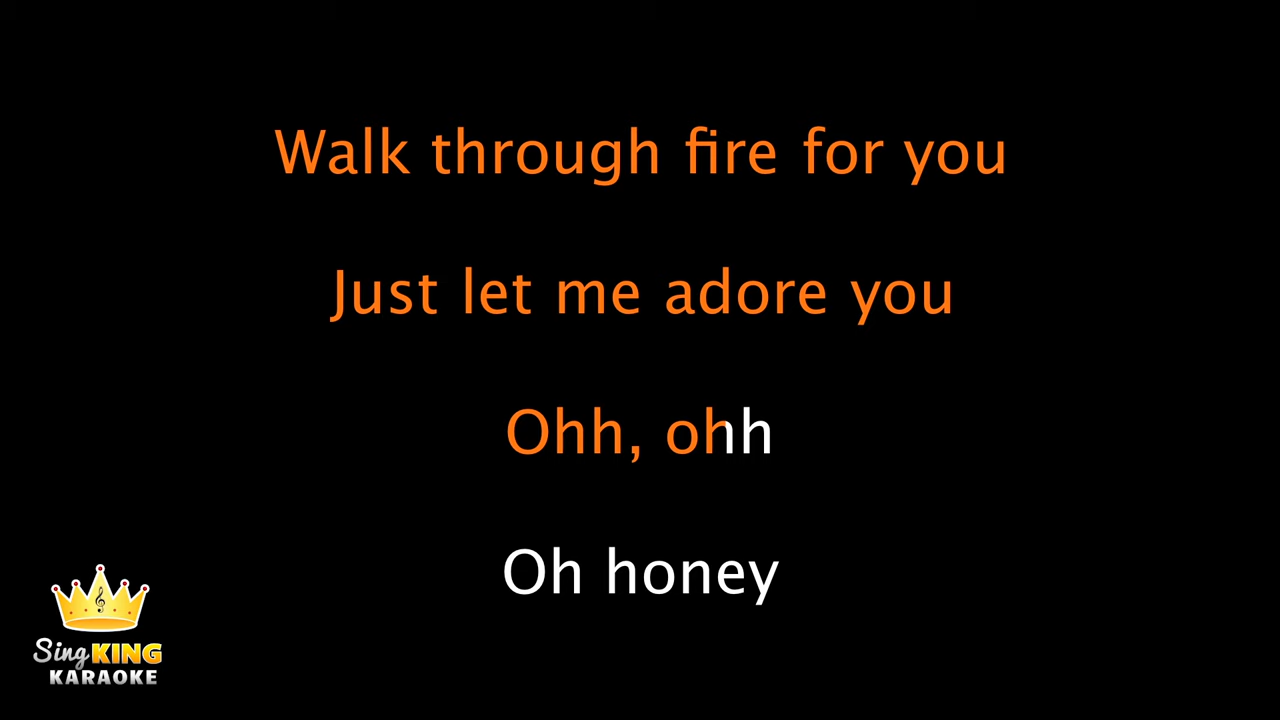 Walk through fire for you
Just let me adore you
Ohh, ohh
Oh honey
Sing KING
KARAOKE